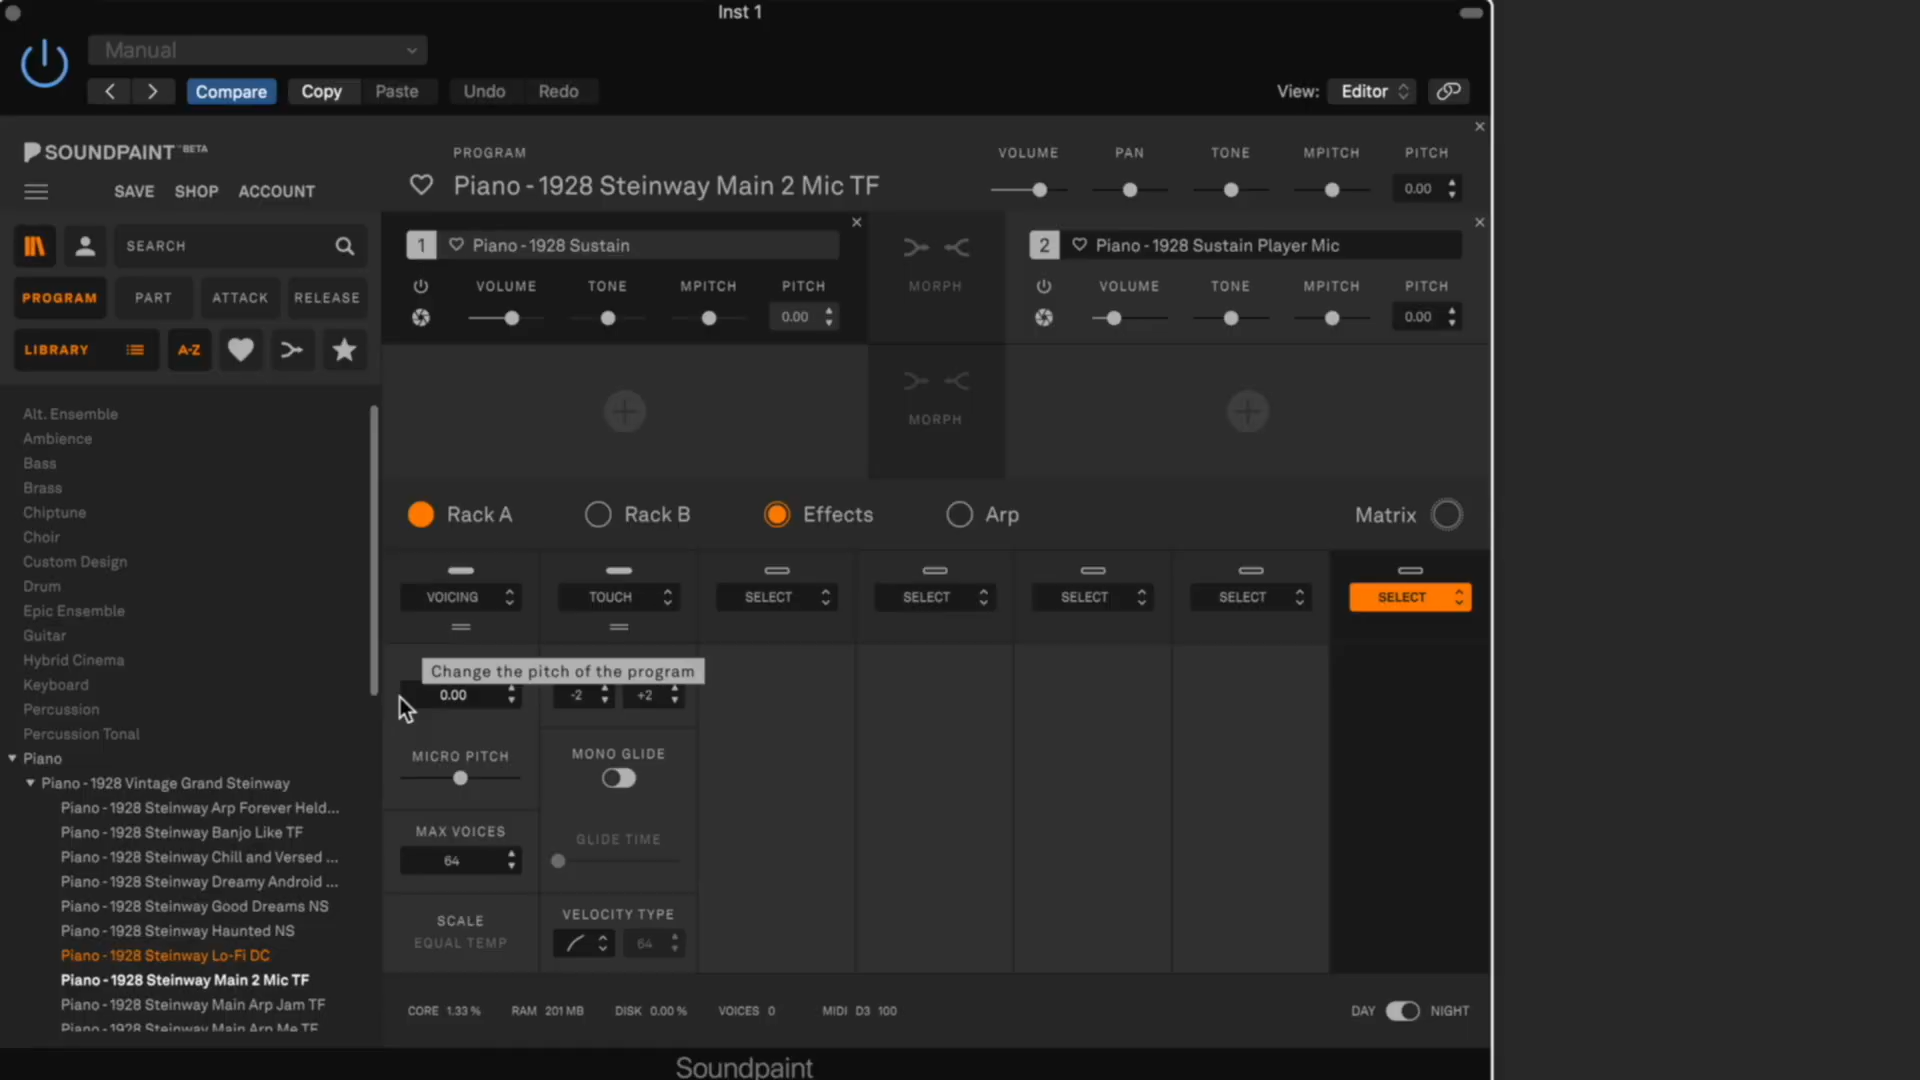 Inst 1
Manual
Compare Copy Paste Undo Redo View: Editor
SOUNDPAINT BETA
SAVE SHOP ACCOUNT
PROGRAM
Piano - 1928 Steinway Main 2 Mic TF
VOLUME PAN TONE MPITCH PITCH
0.00
SEARCH
PROGRAM PART ATTACK RELEASE
LIBRARY A-Z
1 Piano - 1928 Sustain
VOLUME TONE MPITCH PITCH
0.00
MORPH
2 Piano - 1928 Sustain Player Mic
VOLUME TONE MPITCH PITCH
0.00
MORPH
Alt. Ensemble
Ambience
Bass
Brass
Chiptune
Choir
Custom Design
Drum
Epic Ensemble
Guitar
Hybrid Cinema
Keyboard
Percussion
Percussion Tonal
Piano
Piano - 1928 Vintage Grand Steinway
Piano - 1928 Steinway Arp Forever Held...
Piano - 1928 Steinway Banjo Like TF
Piano - 1928 Steinway Chill and Versed ...
Piano - 1928 Steinway Dreamy Android ...
Piano - 1928 Steinway Good Dreams NS
Piano - 1928 Steinway Haunted NS
Piano - 1928 Steinway Lo-Fi DC
Piano - 1928 Steinway Main 2 Mic TF
Piano - 1928 Steinway Main Arp Jam TF
Piano - 1928 Steinway Main Arp Me TF
Rack A Rack B Effects Arp Matrix
VOICING TOUCH SELECT SELECT SELECT SELECT SELECT
Change the pitch of the program
0.00 -2 +2
MICRO PITCH
MONO GLIDE
MAX VOICES
64
GLIDE TIME
SCALE
EQUAL TEMP
VELOCITY TYPE
64
CORE 1.33 % RAM 201 MB DISK 0.00 % VOICES 0 MIDI D3 100
DAY NIGHT
Soundpaint